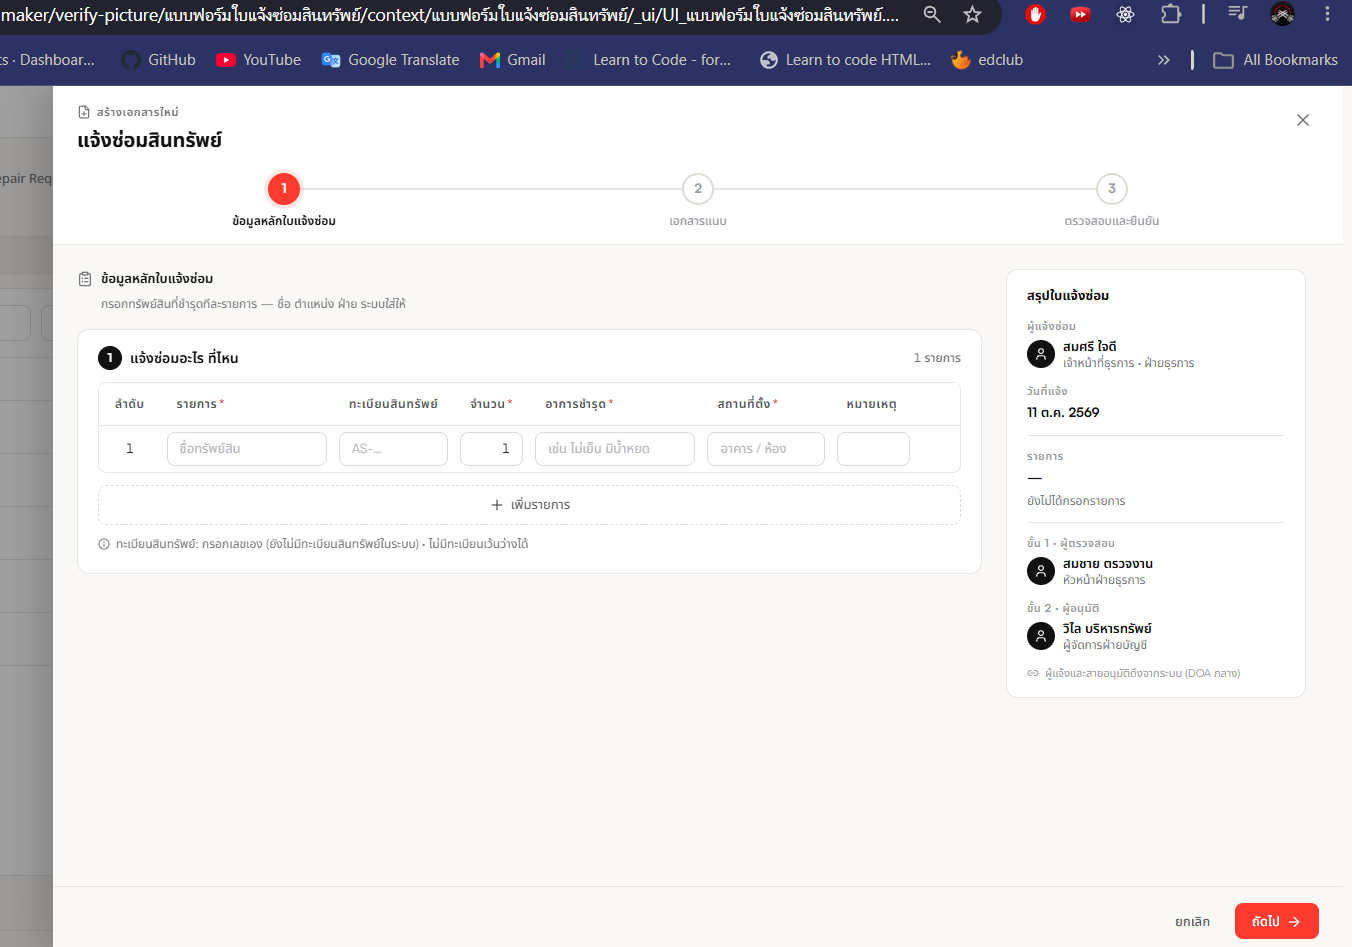 maker/verify-picture/แบบฟอร์มใบแจ้งซ่อมสินทรัพย์/context/แบบฟอร์มใบแจ้งซ่อมสินทรัพย์/_ui/UI_แบบฟอร์มใบแจ้งซ่อมสินทรัพย์....
ts · Dashboar... GitHub YouTube Google Translate Gmail Learn to Code - for... Learn to code HTML... edclub » All Bookmarks
สร้างเอกสารใหม่
แจ้งซ่อมสินทรัพย์
epair Req
1 2 3
ข้อมูลหลักใบแจ้งซ่อม เอกสารแนบ ตรวจสอบและยืนยัน
ข้อมูลหลักใบแจ้งซ่อม
กรอกทรัพย์สินที่ชำรุดทีละรายการ — ชื่อ ตำแหน่ง ฝ่าย ระบบใส่ให้
1 แจ้งซ่อมอะไร ที่ไหน 1 รายการ
ลำดับ รายการ* ทะเบียนสินทรัพย์ จำนวน* อาการชำรุด* สถานที่ตั้ง* หมายเหตุ
1 ชื่อทรัพย์สิน AS-... 1 เช่น ไม่เย็น มีน้ำหยด อาคาร / ห้อง
+ เพิ่มรายการ
ทะเบียนสินทรัพย์: กรอกเลขเอง (ยังไม่มีทะเบียนสินทรัพย์ในระบบ) · ไม่มีทะเบียนเว้นว่างได้
สรุปใบแจ้งซ่อม
ผู้แจ้งซ่อม
สมศรี ใจดี
เจ้าหน้าที่ธุรการ · ฝ่ายธุรการ
วันที่แจ้ง
11 ต.ค. 2569
รายการ
—
ยังไม่ได้กรอกรายการ
ขั้น 1 · ผู้ตรวจสอบ
สมชาย ตรวจงาน
หัวหน้าฝ่ายธุรการ
ขั้น 2 · ผู้อนุมัติ
วิไล บริหารทรัพย์
ผู้จัดการฝ่ายบัญชี
ผู้แจ้งและสายอนุมัติดึงจากระบบ (DOA กลาง)
ยกเลิก ถัดไป →